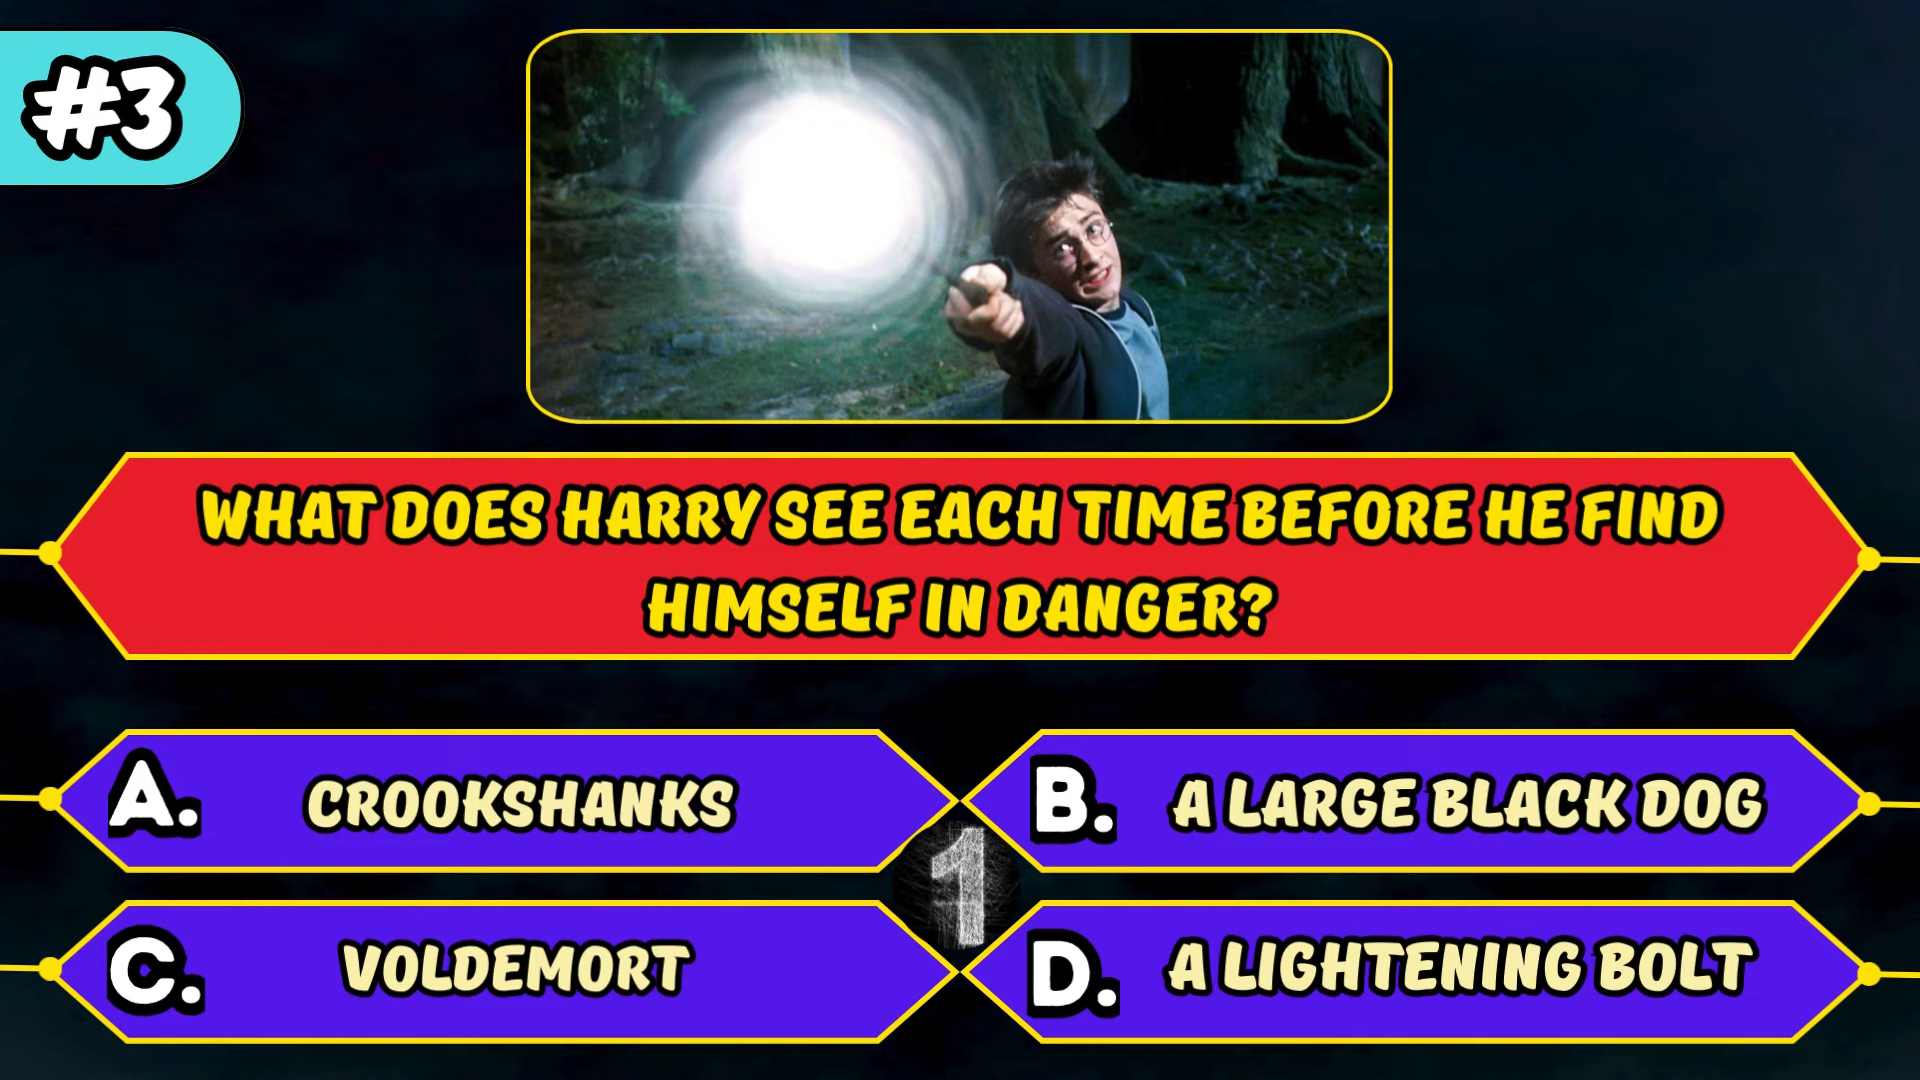 #3
WHAT DOES HARRY SEE EACH TIME BEFORE HE FIND
HIMSELF IN DANGER?
A. CROOKSHANKS
B. A LARGE BLACK DOG
1
C. VOLDEMORT
D. A LIGHTENING BOLT